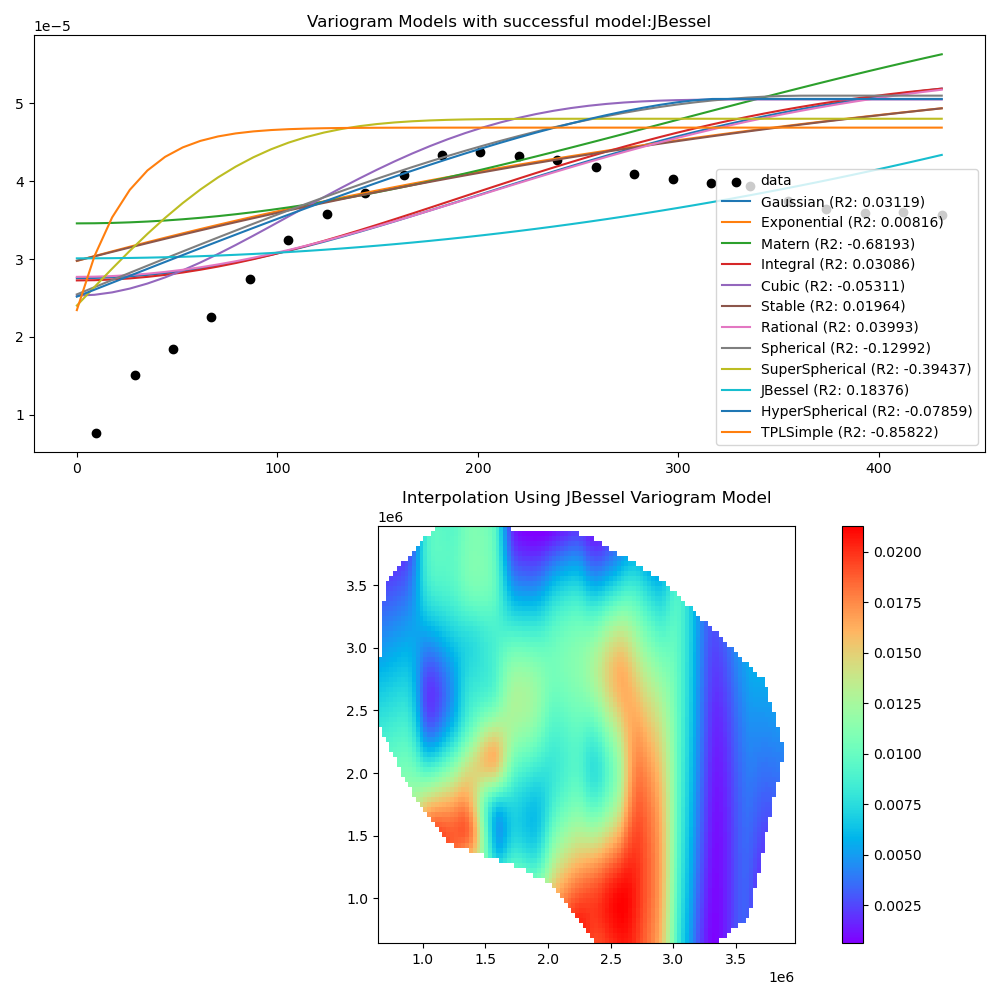 Variogram Models with successful model:JBessel
1e−5
5
4
3
2
1
0 100 200 300 400
data
Gaussian (R2: 0.03119)
Exponential (R2: 0.00816)
Matern (R2: -0.68193)
Integral (R2: 0.03086)
Cubic (R2: -0.05311)
Stable (R2: 0.01964)
Rational (R2: 0.03993)
Spherical (R2: -0.12992)
SuperSpherical (R2: -0.39437)
JBessel (R2: 0.18376)
HyperSpherical (R2: -0.07859)
TPLSimple (R2: -0.85822)
Interpolation Using JBessel Variogram Model
1e6
3.5
3.0
2.5
2.0
1.5
1.0
1.0 1.5 2.0 2.5 3.0 3.5
1e6
0.0200
0.0175
0.0150
0.0125
0.0100
0.0075
0.0050
0.0025